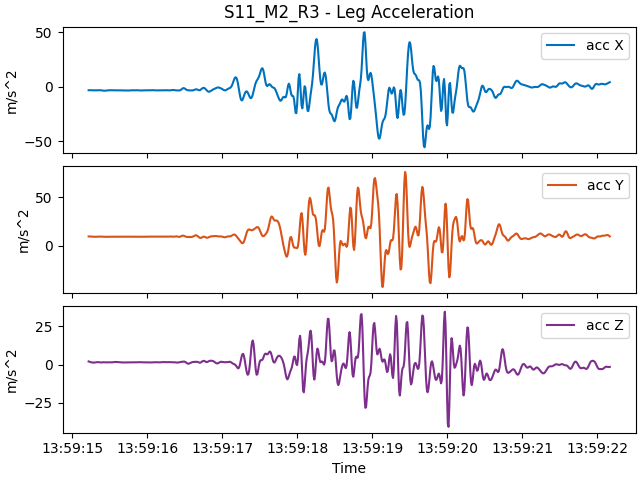 S11_M2_R3 - Leg Acceleration
50
0
−50
m/s^2
acc X
50
0
m/s^2
acc Y
25
0
−25
m/s^2
acc Z
13:59:15 13:59:16 13:59:17 13:59:18 13:59:19 13:59:20 13:59:21 13:59:22
Time